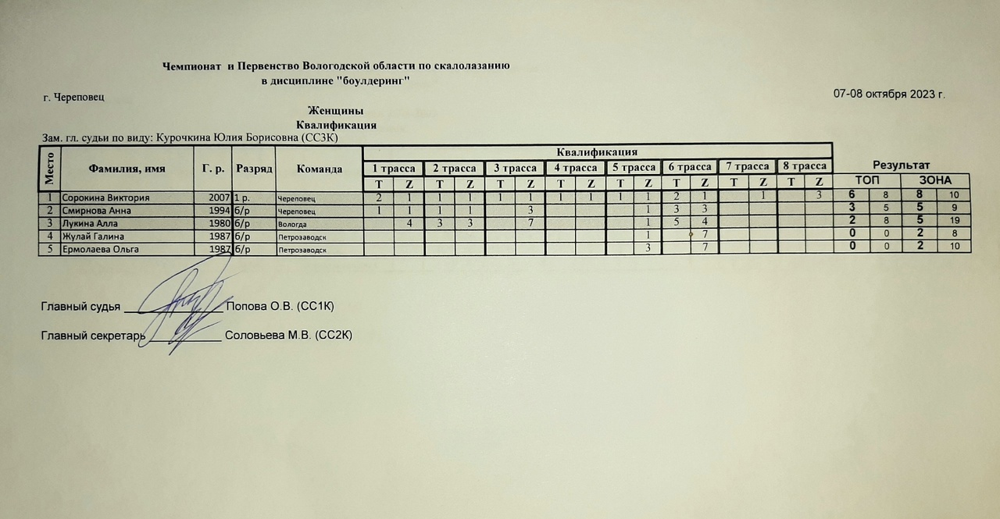 Чемпионат и Первенство Вологодской области по скалолазанию
в дисциплине "боулдеринг"
г. Череповец
07-08 октября 2023 г.
Женщины
Квалификация
Зам. гл. судьи по виду: Курочкина Юлия Борисовна (СС3К)
Место Фамилия, имя Г. р. Разряд Команда Квалификация Результат
1 трасса 2 трасса 3 трасса 4 трасса 5 трасса 6 трасса 7 трасса 8 трасса ТОП ЗОНА
T Z T Z T Z T Z T Z T Z T Z T Z
1 Сорокина Виктория 2007 1 р. Череповец 2 1 1 1 1 1 1 1 1 1 2 1 1 3 6 8 8 10
2 Смирнова Анна 1994 б/р Череповец 1 1 1 1 3 1 3 3 3 5 5 9
3 Лукина Алла 1980 б/р Вологда 4 3 3 7 1 5 4 2 8 5 19
4 Жулай Галина 1987 б/р Петрозаводск 1 7 0 0 2 8
5 Ермолаева Ольга 1987 б/р Петрозаводск 3 7 0 0 2 10
Главный судья Попова О.В. (СС1К)
Главный секретарь Соловьева М.В. (СС2К)